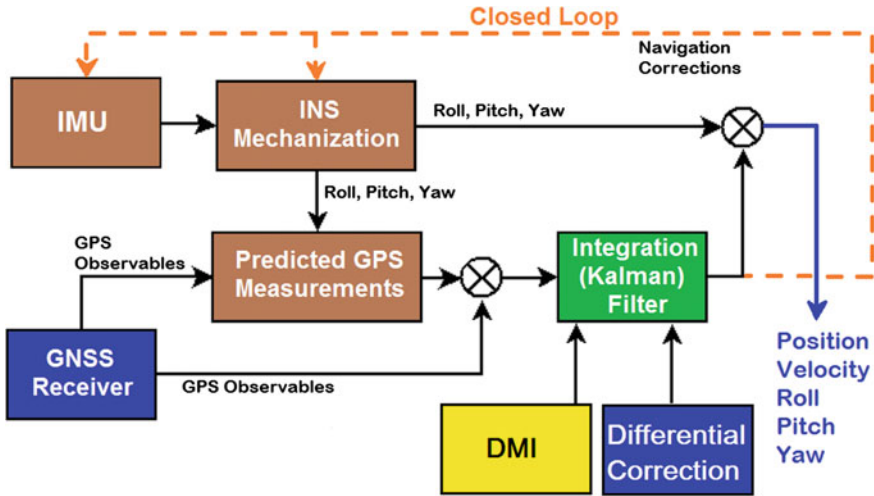 Closed Loop
Navigation
Corrections
IMU
INS
Mechanization
Roll, Pitch, Yaw
Roll, Pitch, Yaw
GPS
Observables
Predicted GPS
Measurements
Integration
(Kalman)
Filter
GNSS
Receiver
GPS Observables
DMI
Differential
Correction
Position
Velocity
Roll
Pitch
Yaw